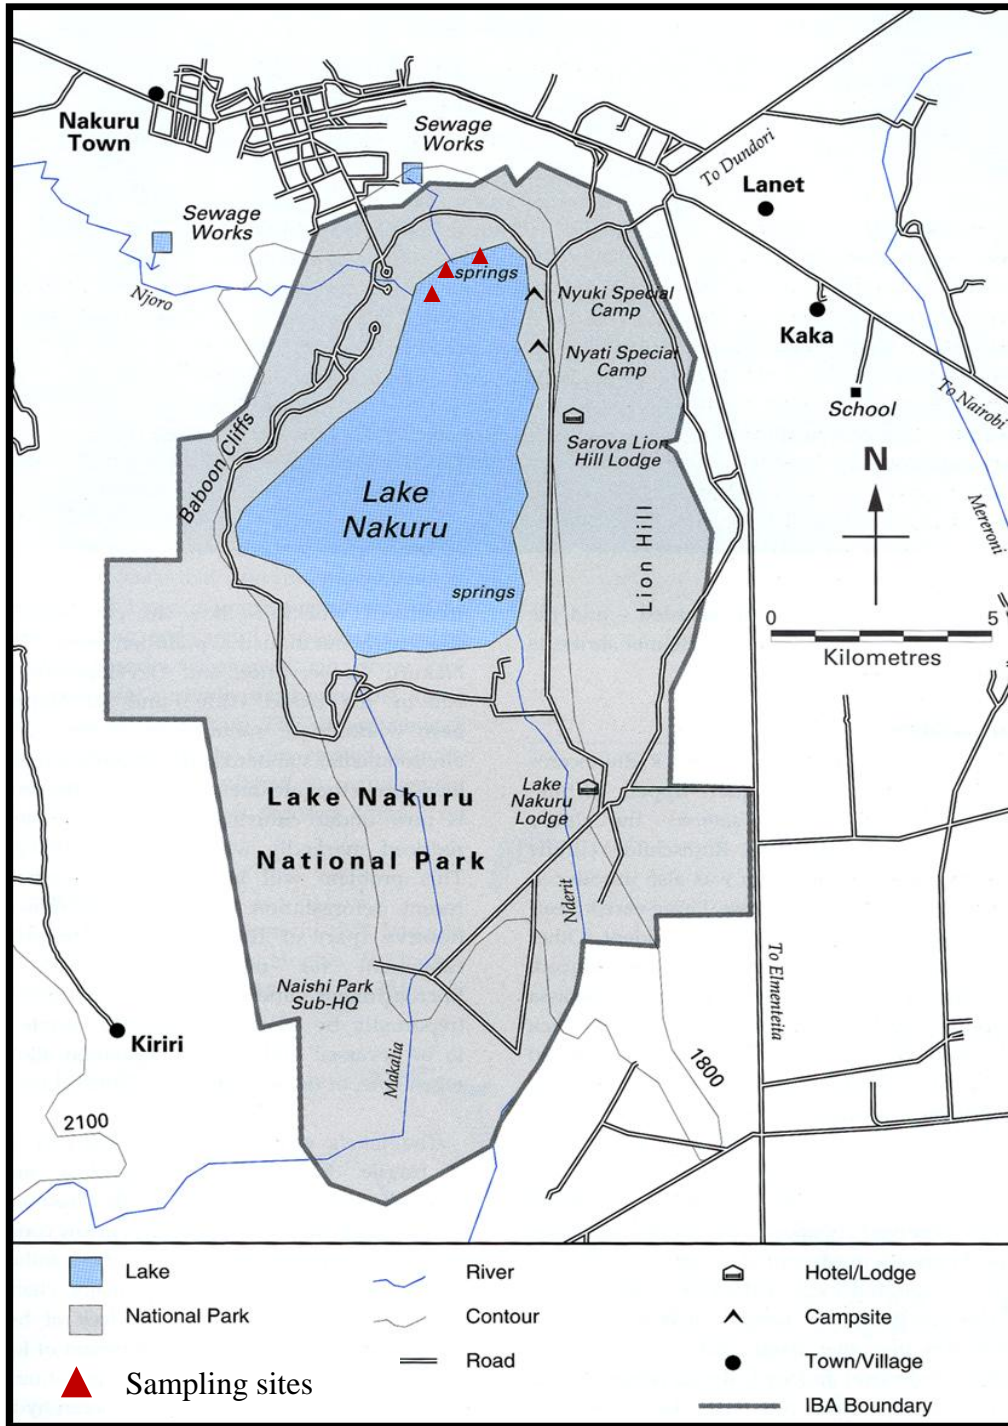 Nakuru
Town
Sewage
Works
To Dundori
Lanet
Sewage
Works
Njoro
springs
Nyuki Special
Camp
Kaka
Nyati Special
Camp
To Nairobi
School
Baboon Cliffs
Sarova Lion
Hill Lodge
N
Lake
Nakuru
Mereroni
Lion Hill
springs
0 5
Kilometres
Lake
Nakuru
Lodge
Lake Nakuru
National Park
Nderit
To Elmenteita
Naishi Park
Sub-HQ
Kiriri
Makalia
1800
2100
Lake
River
Hotel/Lodge
National Park
Contour
Campsite
Road
Town/Village
Sampling sites
IBA Boundary